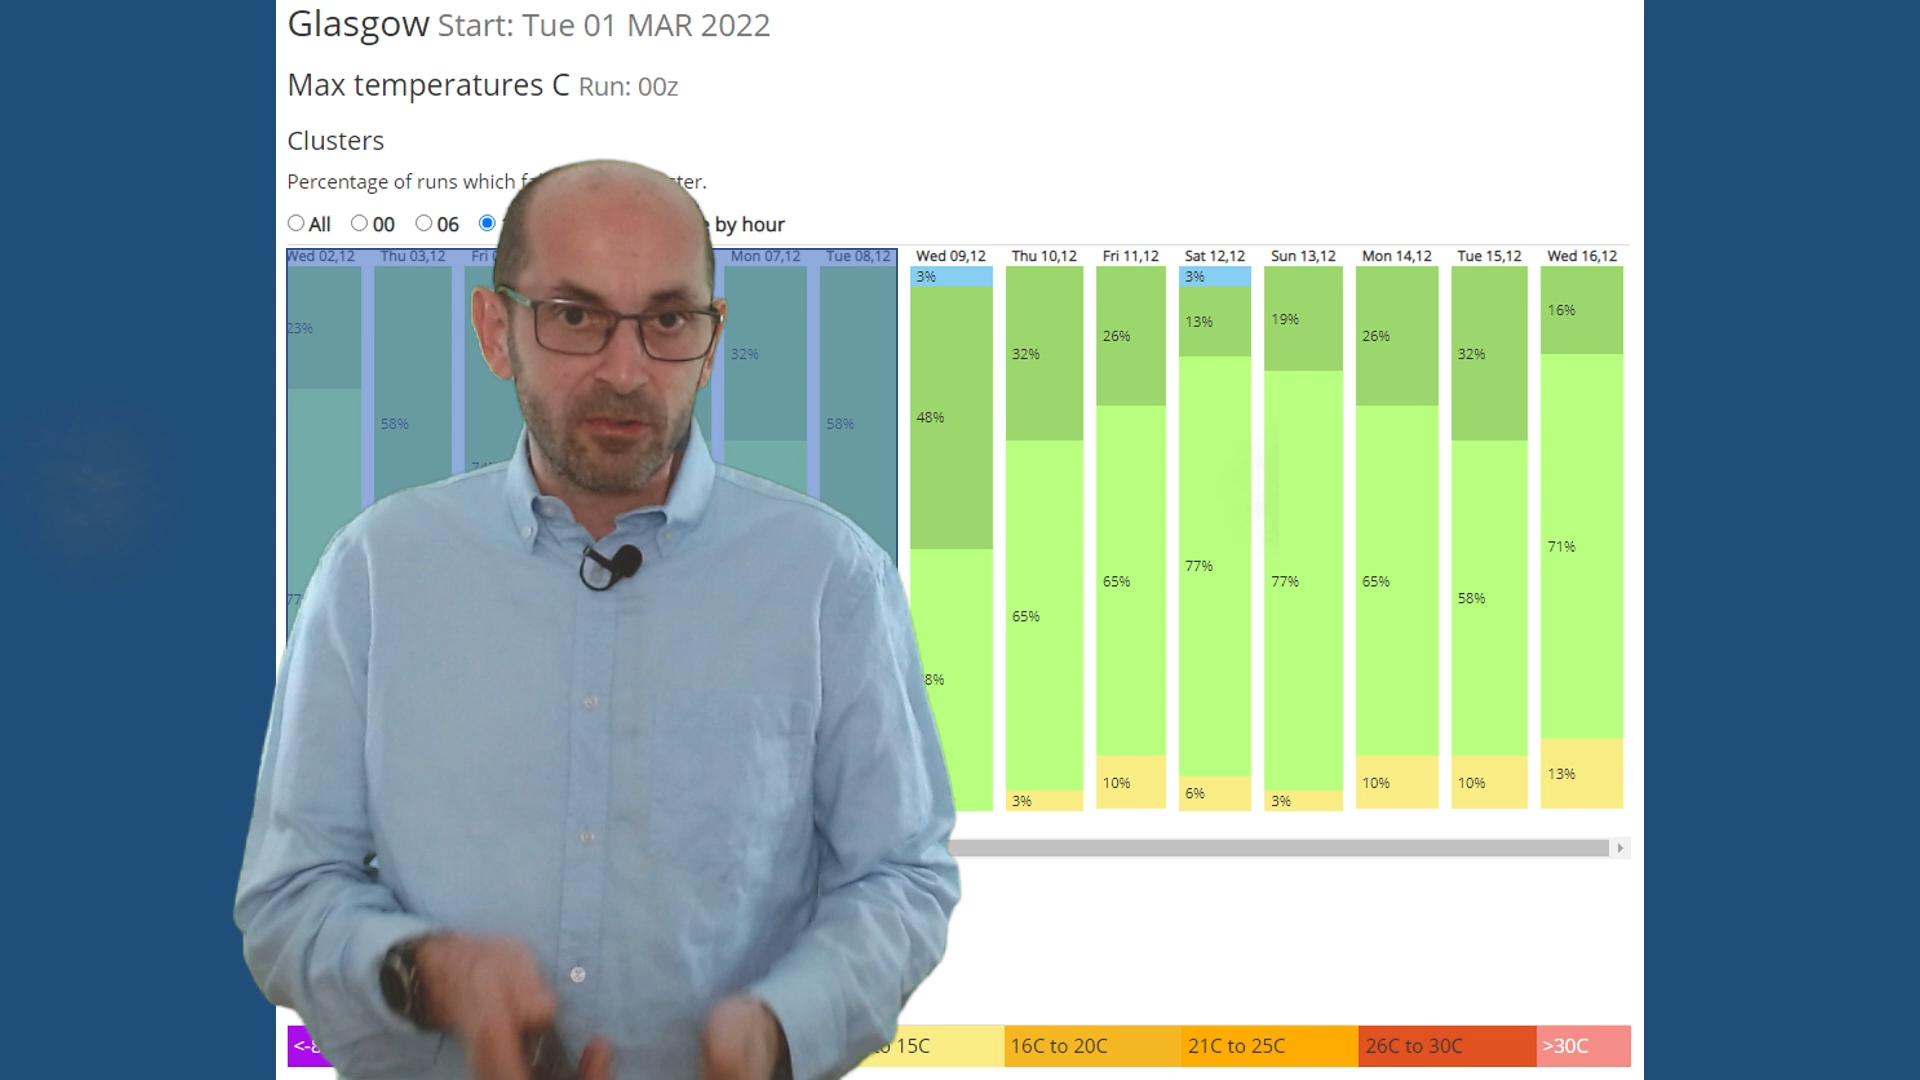 Glasgow Start: Tue 01 MAR 2022
Max temperatures C Run: 00z
Clusters
Percentage of runs which ter.
All 00 06 by hour
Wed 02,12 Thu 03,12 Fri Mon 07,12 Tue 08,12 Wed 09,12 Thu 10,12 Fri 11,12 Sat 12,12 Sun 13,12 Mon 14,12 Tue 15,12 Wed 16,12
3% 3%
16%
23% 13% 19%
26% 26%
32% 32% 32%
58% 58% 48%
71%
77% 65% 65% 77% 77% 65% 58%
8%
10% 6% 10% 10% 13%
3% 3%
<-8 to 15C 16C to 20C 21C to 25C 26C to 30C >30C